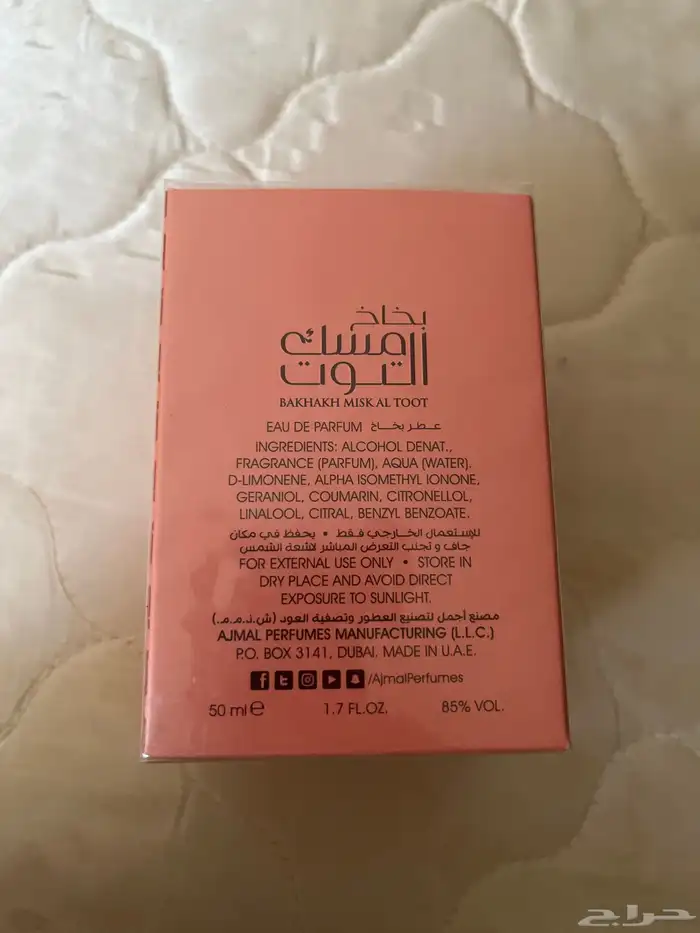 بخاخ
مسك
التوت
BAKHAKH MISK AL TOOT
EAU DE PARFUM عطر بخاخ
INGREDIENTS: ALCOHOL DENAT.,
FRAGRANCE (PARFUM), AQUA (WATER).
D-LIMONENE, ALPHA ISOMETHYL IONONE,
GERANIOL, COUMARIN, CITRONELLOL,
LINALOOL, CITRAL, BENZYL BENZOATE.
للإستعمال الخارجي فقط • يحفظ في مكان
جاف و تجنب التعرض المباشر لاشعة الشمس
FOR EXTERNAL USE ONLY • STORE IN
DRY PLACE AND AVOID DIRECT
EXPOSURE TO SUNLIGHT.
مصنع أجمل لتصنيع العطور وتصفية العود (ش.ذ.م.م.)
AJMAL PERFUMES MANUFACTURING (L.L.C.)
P.O. BOX 3141, DUBAI. MADE IN U.A.E.
/AjmalPerfumes
50 ml e 1.7 FL.OZ. 85% VOL.
حراج